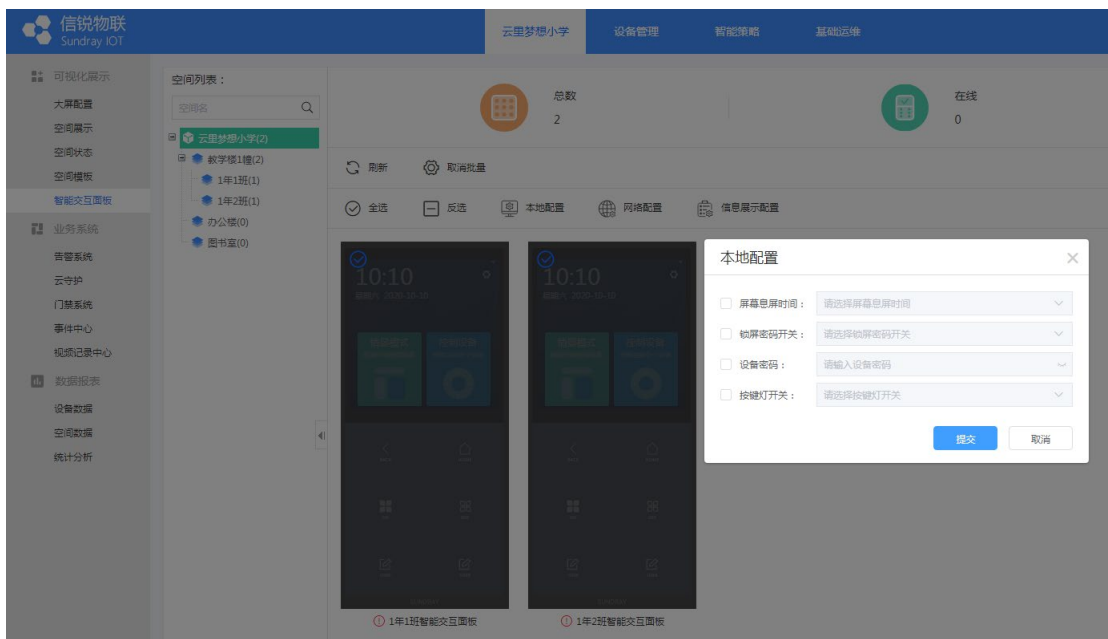 信锐物联
Sundray IOT
云里梦想小学
设备管理
智能策略
基础运维
可视化展示
大屏配置
空间展示
空间状态
空间模板
智能交互面板
业务系统
告警系统
云守护
门禁系统
事件中心
视频记录中心
数据报表
设备数据
空间数据
统计分析
空间列表：
空间名
云里梦想小学(2)
教学楼1幢(2)
1年1班(1)
1年2班(1)
办公楼(0)
图书室(0)
总数
2
在线
0
刷新
取消批量
全选
反选
本地配置
网络配置
信息展示配置
10:10
星期六 2020-10-10
10:10
星期六 2020-10-10
1年1班智能交互面板
1年2班智能交互面板
本地配置
屏幕息屏时间：
请选择屏幕息屏时间
锁屏密码开关：
请选择锁屏密码开关
设备密码：
请输入设备密码
按键灯开关：
请选择按键灯开关
提交
取消